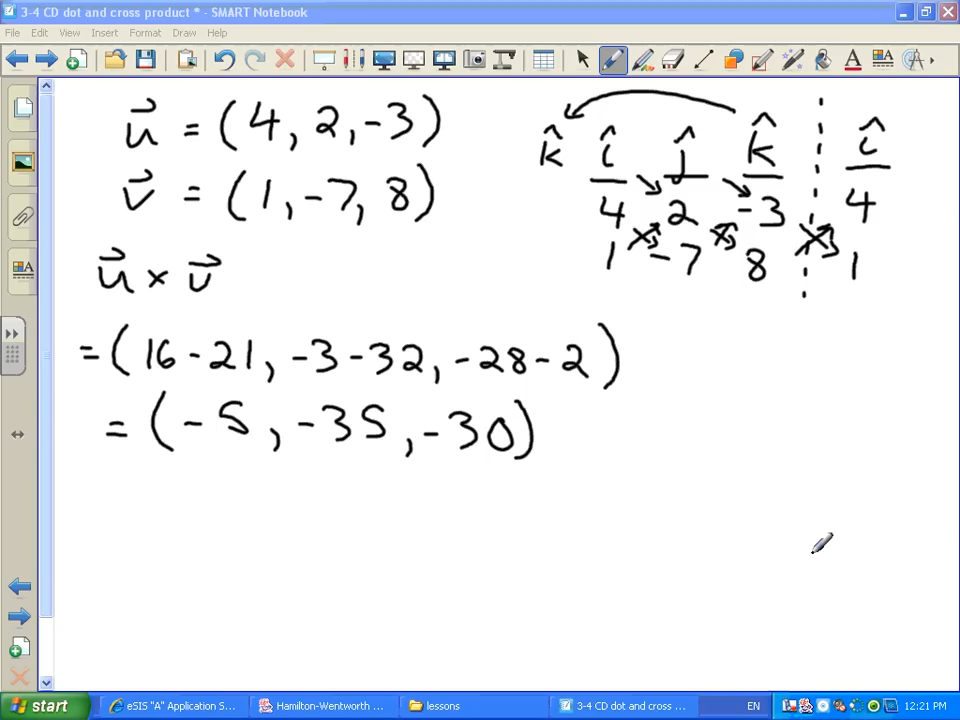 3-4 CD dot and cross product * - SMART Notebook
File Edit View Insert Format Draw Help
u⃗ = (4, 2, -3)
v⃗ = (1, -7, 8)
k̂ î ĵ k̂ î
4 2 -3 4
1 -7 8 1
u⃗ × v⃗
= (16 - 21, -3 - 32, -28 - 2)
= (-5, -35, -30)
start eSIS "A" Application S... Hamilton-Wentworth ... lessons 3-4 CD dot and cross ... EN 12:21 PM